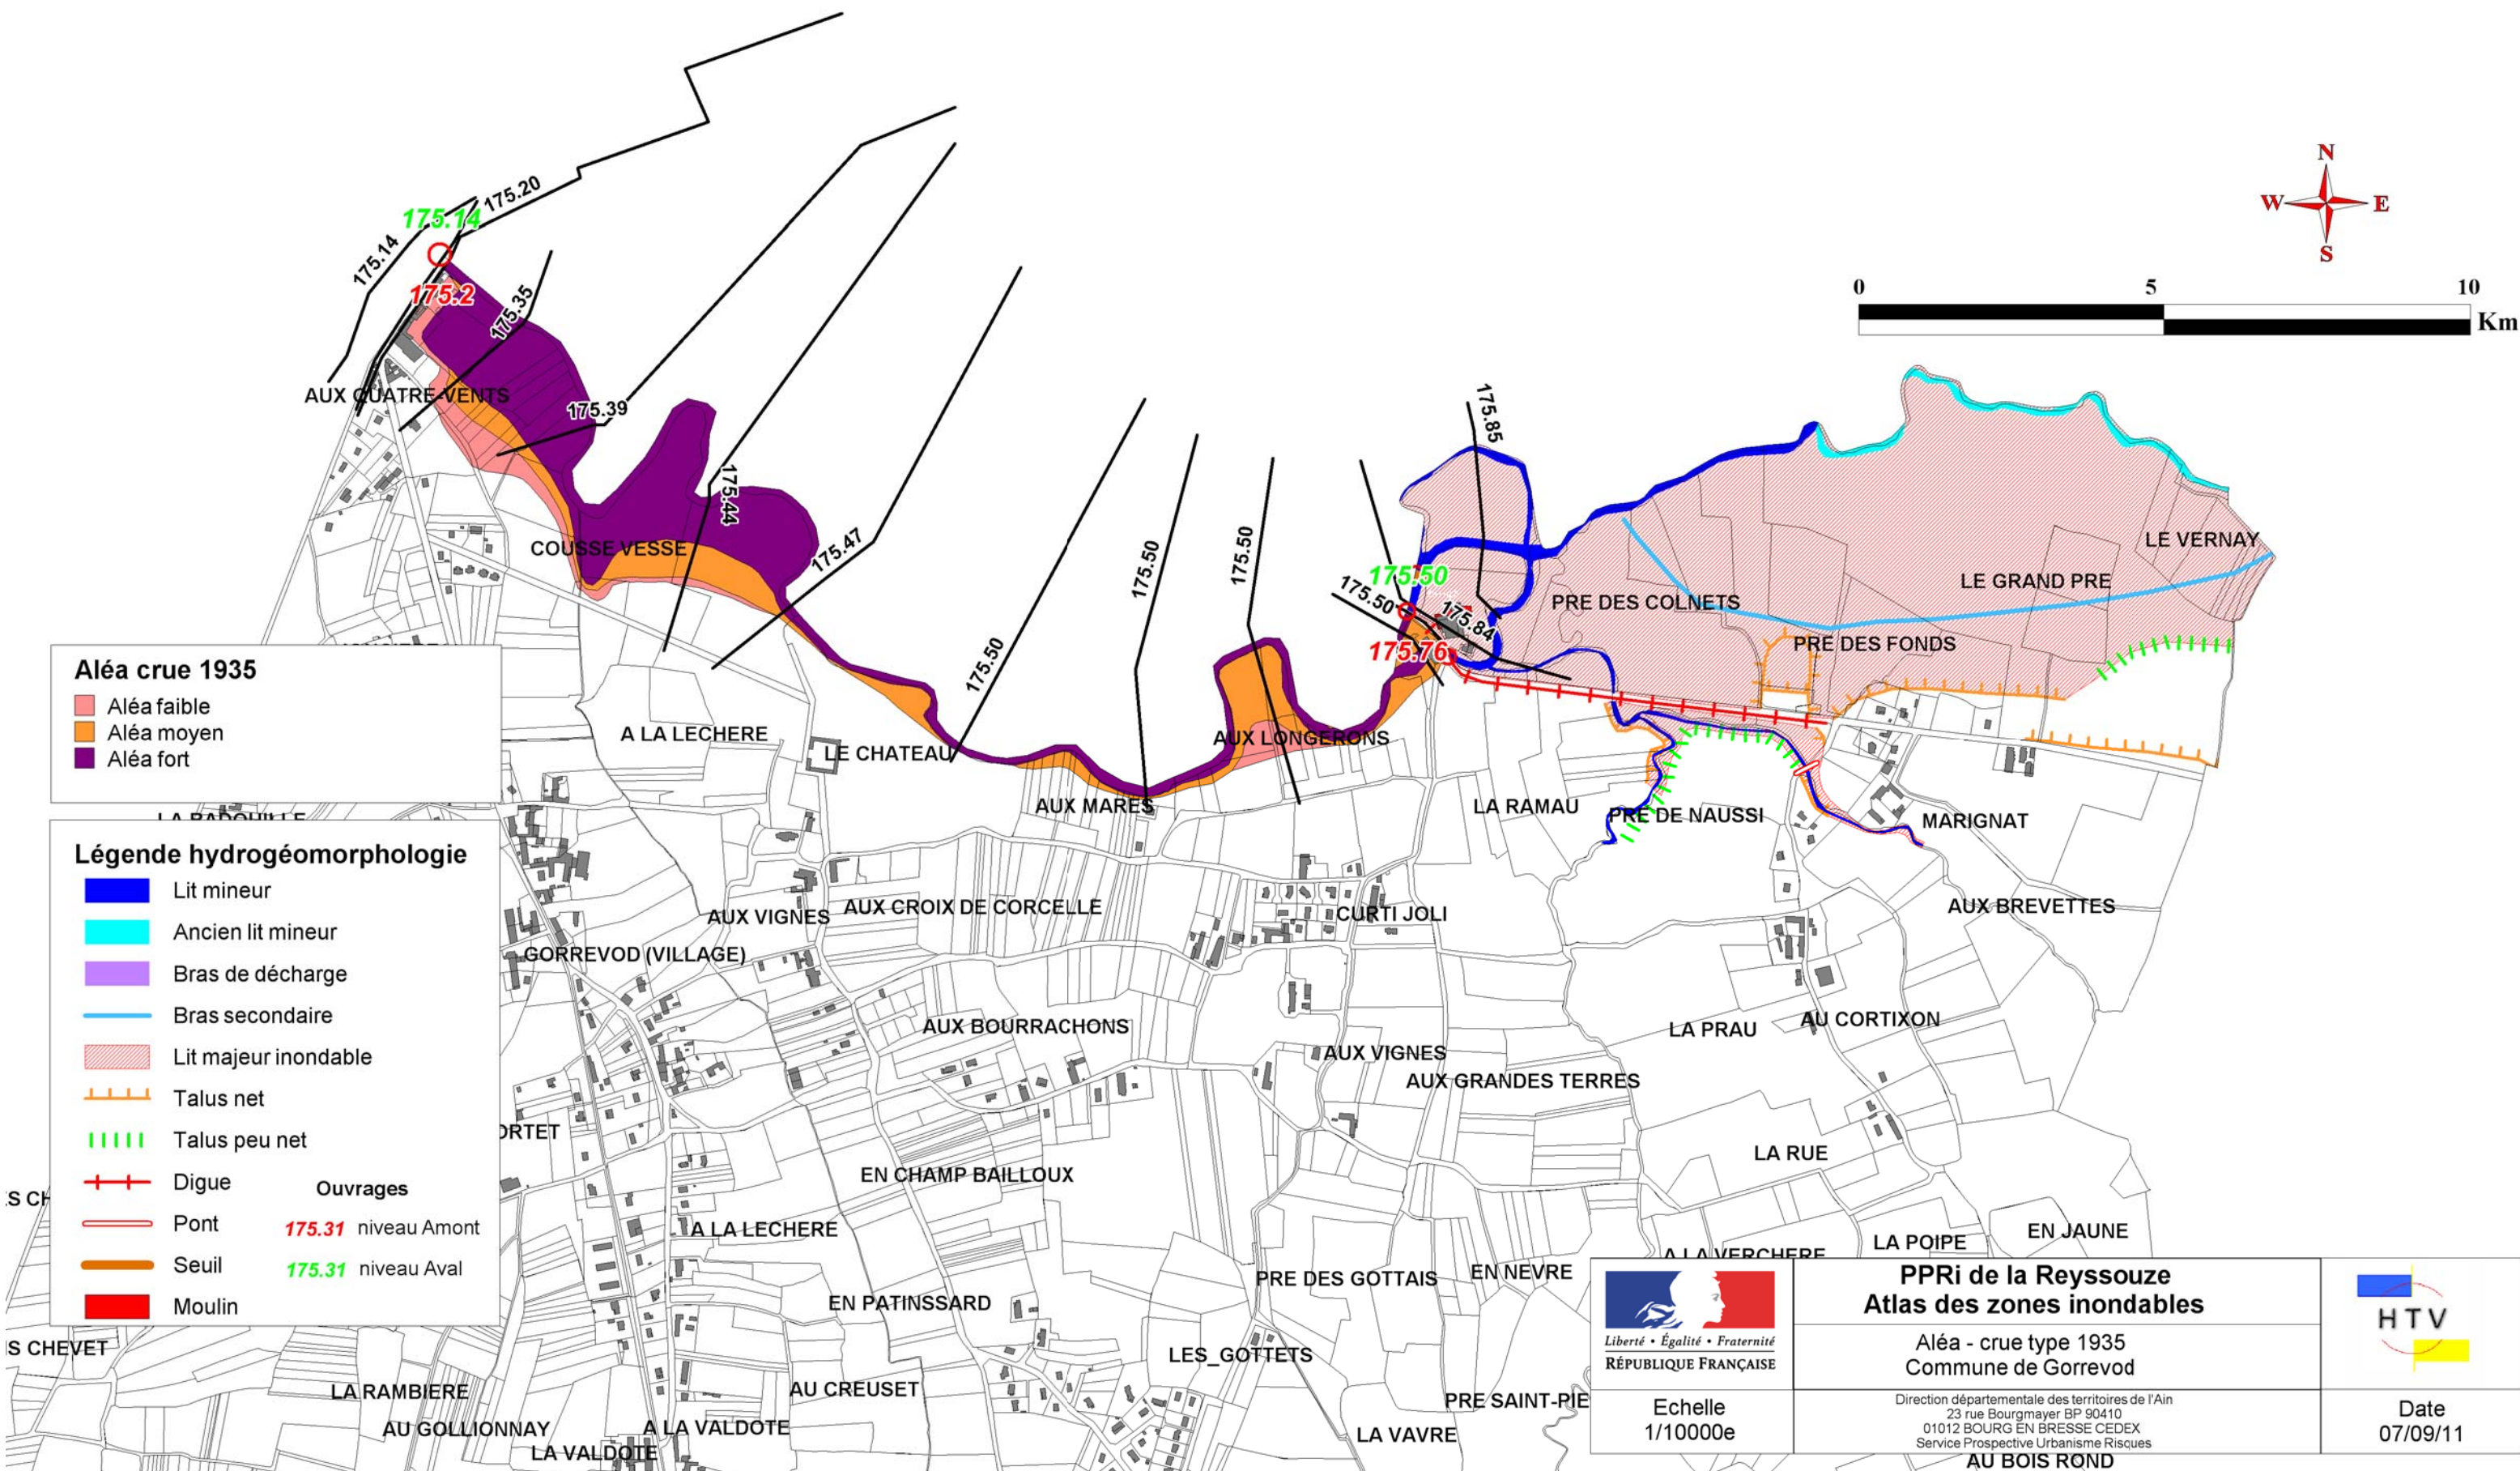 175.20
175.14
175.14
175.2
175.35
AUX QUATRE-VENTS
175.39
175.44
COUSSE VESSE
175.47
175.50
175.50
175.50
175.85
175.50
175.50
175.84
175.76
N
W
E
S
0
5
10
Km
LE VERNAY
LE GRAND PRE
PRE DES COLNETS
PRE DES FONDS
Aléa crue 1935
Aléa faible
Aléa moyen
Aléa fort
A LA LECHERE
LE CHATEAU
AUX LONGERONS
AUX MARES
LA RAMAU
PRE DE NAUSSI
MARIGNAT
LA BADOUILLE
Légende hydrogéomorphologie
Lit mineur
Ancien lit mineur
Bras de décharge
Bras secondaire
Lit majeur inondable
Talus net
Talus peu net
Digue
Pont
Seuil
Moulin
Ouvrages
175.31 niveau Amont
175.31 niveau Aval
AUX VIGNES
AUX CROIX DE CORCELLE
CURTI JOLI
AUX BREVETTES
GORREVOD (VILLAGE)
AUX BOURRACHONS
AUX VIGNES
LA PRAU
AU CORTIXON
AUX GRANDES TERRES
ORTET
LA RUE
EN CHAMP BAILLOUX
S CH
A LA LECHERE
LA POIPE
EN JAUNE
A LA VERCHERE
PRE DES GOTTAIS
EN NEVRE
EN PATINSSARD
S CHEVET
LES_GOTTETS
LA RAMBIERE
AU CREUSET
PRE SAINT-PIE
AU GOLLIONNAY
A LA VALDOTE
LA VAVRE
LA VALDOTE
AU BOIS ROND
Liberté • Égalité • Fraternité
RÉPUBLIQUE FRANÇAISE
PPRi de la Reyssouze
Atlas des zones inondables
Aléa - crue type 1935
Commune de Gorrevod
HTV
Echelle
1/10000e
Direction départementale des territoires de l'Ain
23 rue Bourgmayer BP 90410
01012 BOURG EN BRESSE CEDEX
Service Prospective Urbanisme Risques
Date
07/09/11